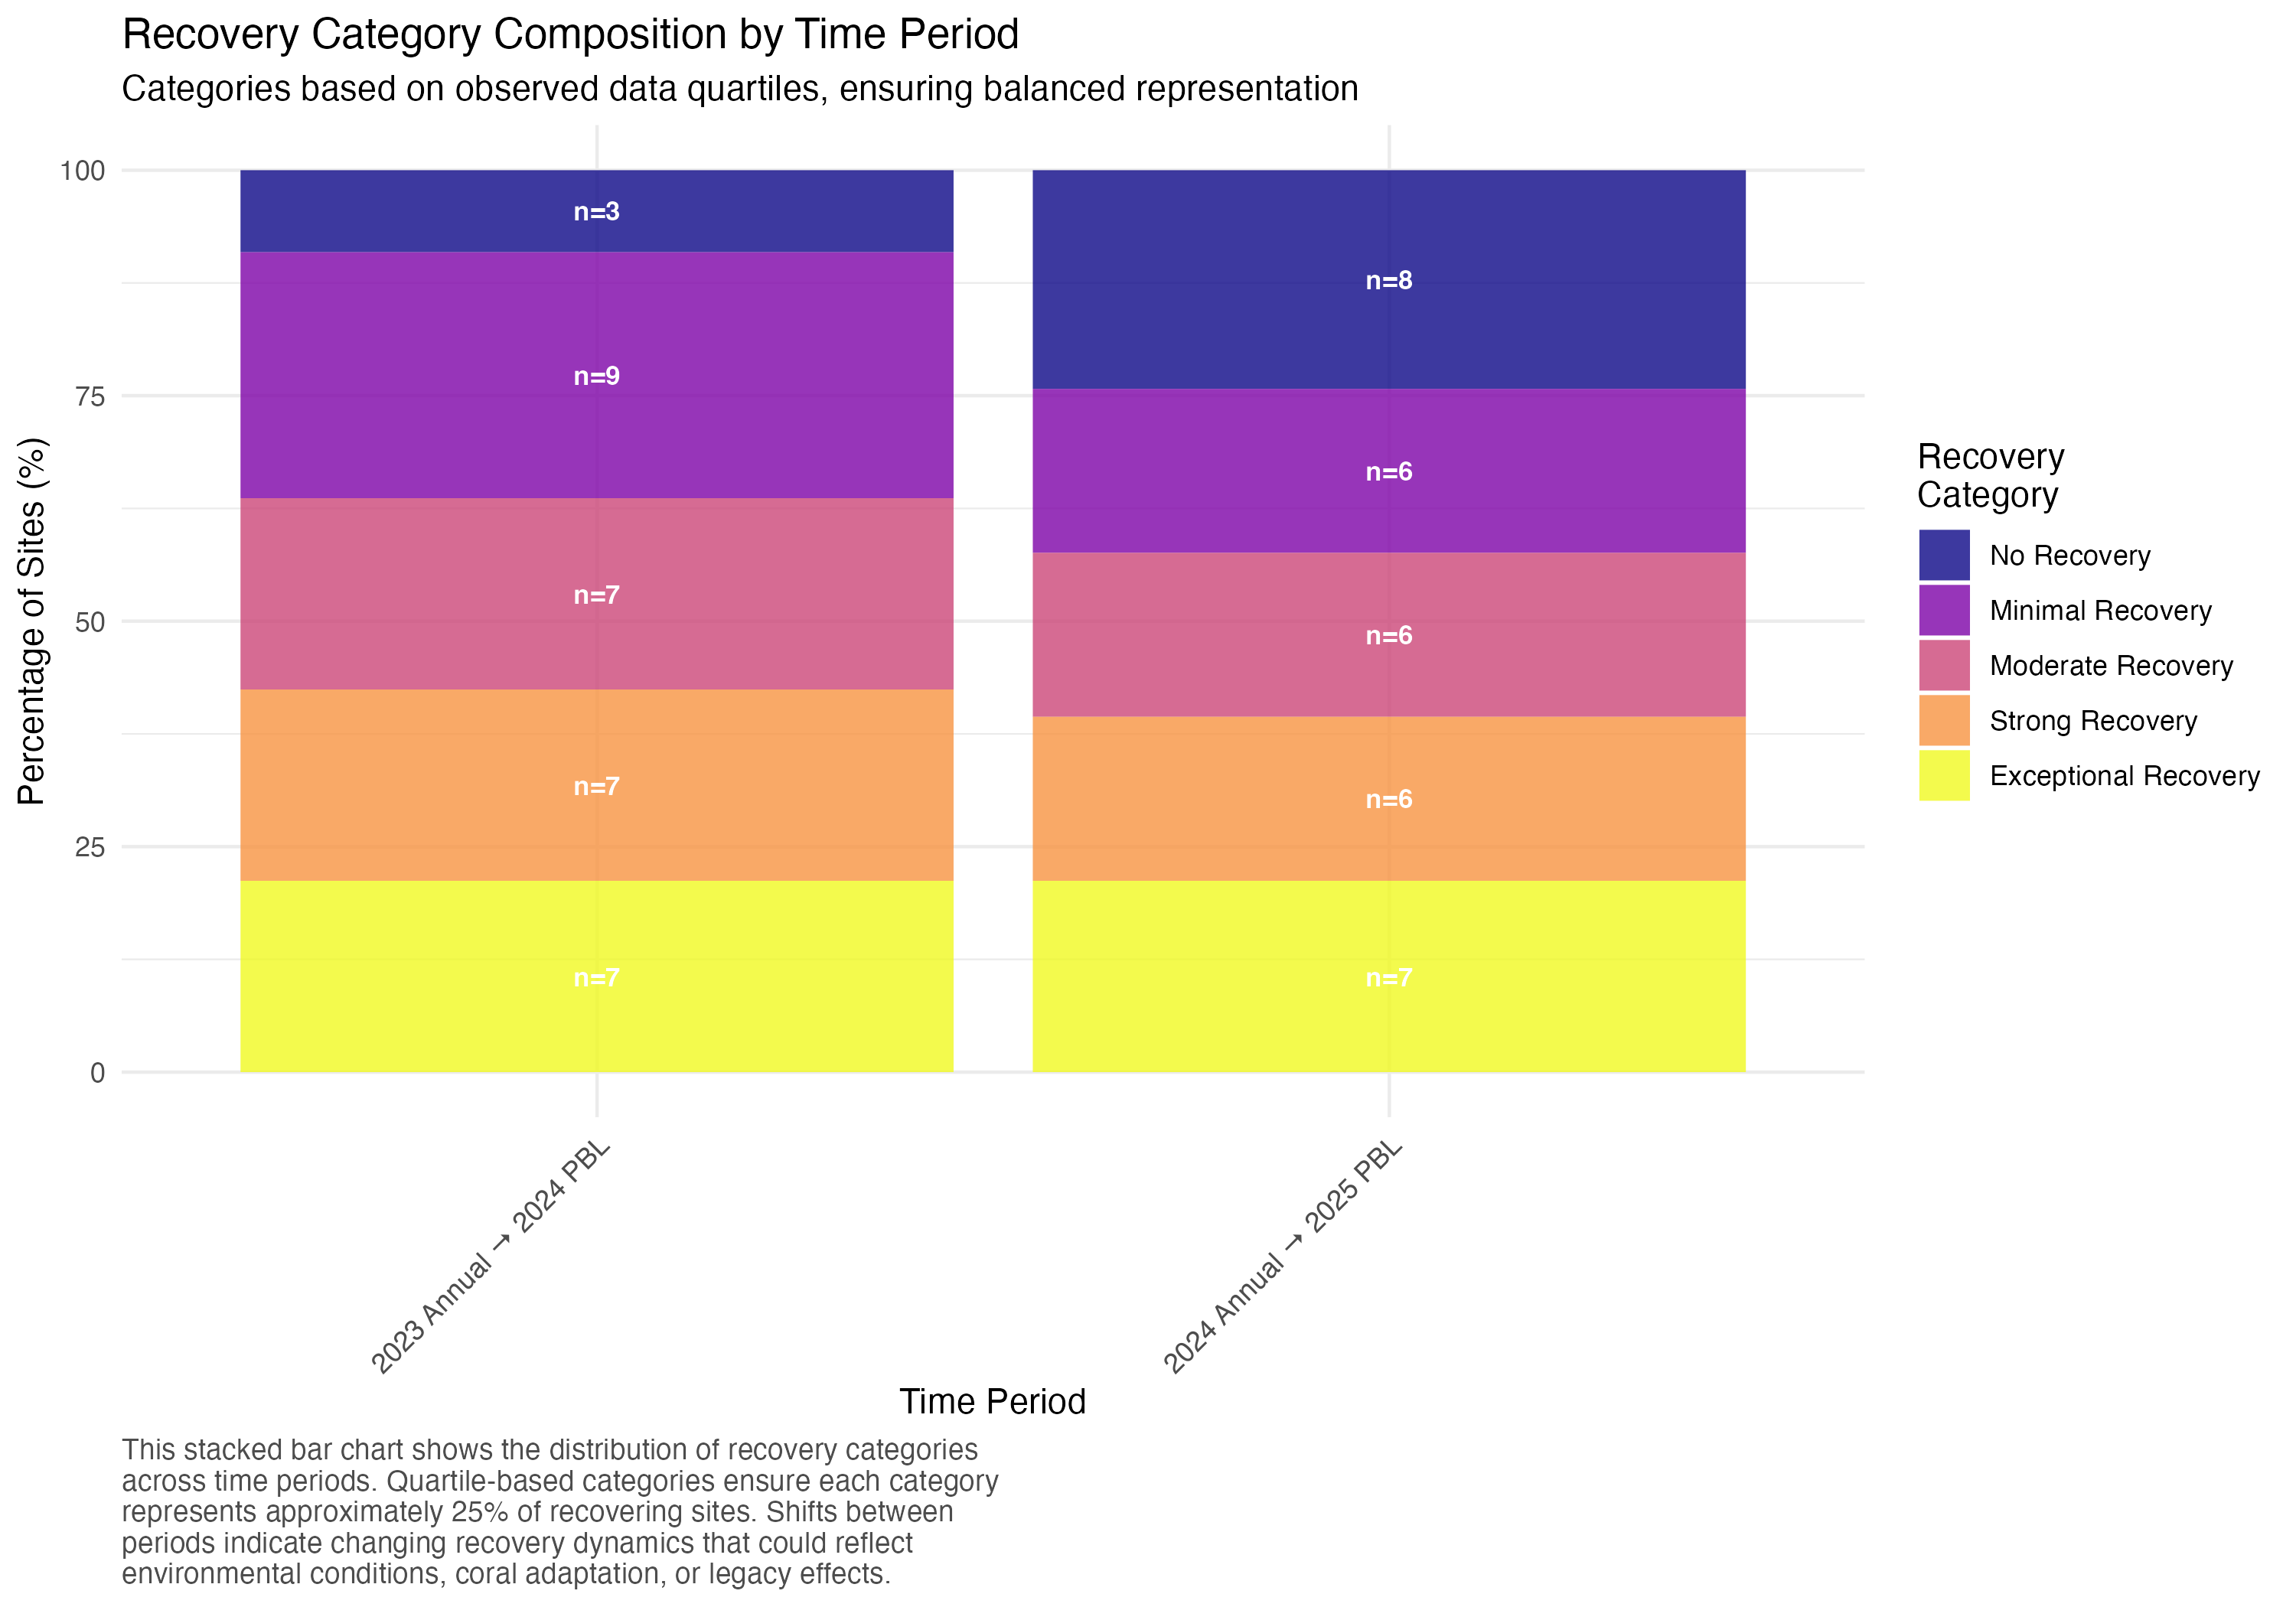 Recovery Category Composition by Time Period
Categories based on observed data quartiles, ensuring balanced representation
Percentage of Sites (%)
100
75
50
25
0
n=3
n=9
n=7
n=7
n=7
n=8
n=6
n=6
n=6
n=7
2023 Annual → 2024 PBL
2024 Annual → 2025 PBL
Time Period
Recovery
Category
No Recovery
Minimal Recovery
Moderate Recovery
Strong Recovery
Exceptional Recovery
This stacked bar chart shows the distribution of recovery categories
across time periods. Quartile-based categories ensure each category
represents approximately 25% of recovering sites. Shifts between
periods indicate changing recovery dynamics that could reflect
environmental conditions, coral adaptation, or legacy effects.